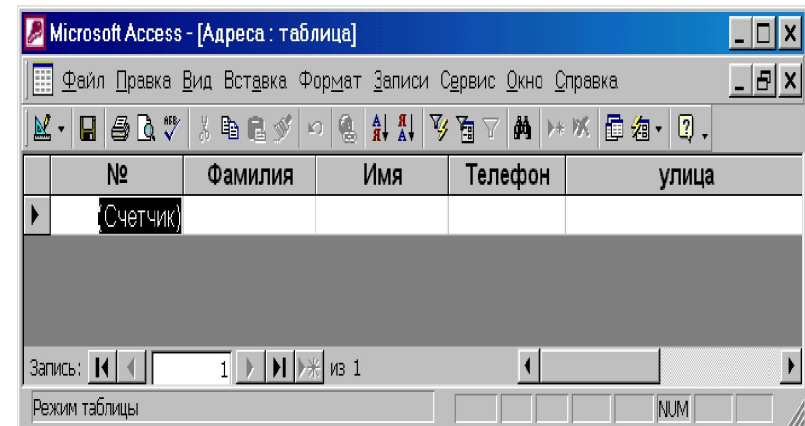 Microsoft Access - [Адреса : таблица]
Файл Правка Вид Вставка Формат Записи Сервис Окно Справка
№ Фамилия Имя Телефон улица
(Счетчик)
Запись: 1 из 1
Режим таблицы NUM